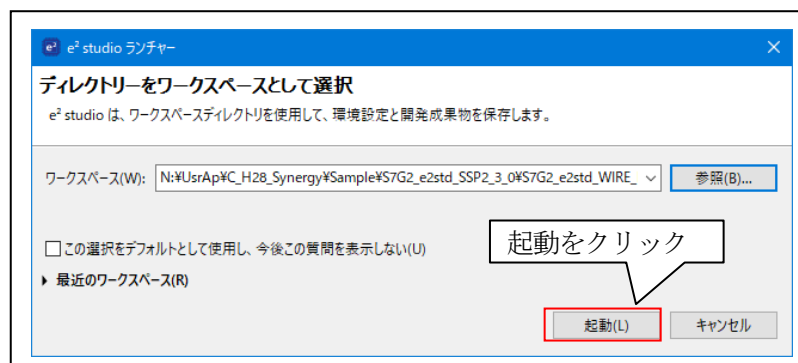 e² studio ランチャー
ディレクトリーをワークスペースとして選択
e² studio は、ワークスペースディレクトリを使用して、環境設定と開発成果物を保存します。
ワークスペース(W): N:¥UsrAp¥C_H28_Synergy¥Sample¥S7G2_e2std_SSP2_3_0¥S7G2_e2std_WIRE_ 参照(B)...
□この選択をデフォルトとして使用し、今後この質問を表示しない(U)
起動をクリック
最近のワークスペース(R)
起動(L) キャンセル